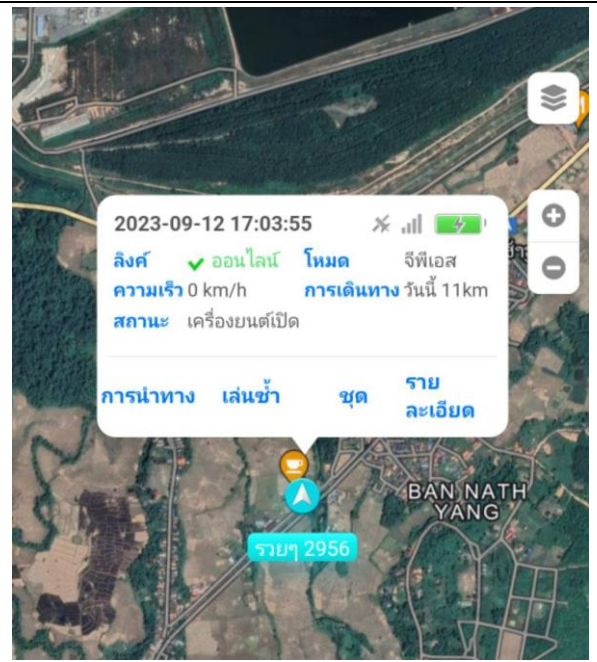 2023-09-12 17:03:55
ลิงค์ ออนไลน์ โหมด จีพีเอส
ความเร็ว 0 km/h การเดินทาง วันนี้ 11km
สถานะ เครื่องยนต์เปิด
การนำทาง เล่นซ้ำ ชุด ราย
ละเอียด
BAN NATH
YANG
รวยๆ 2956